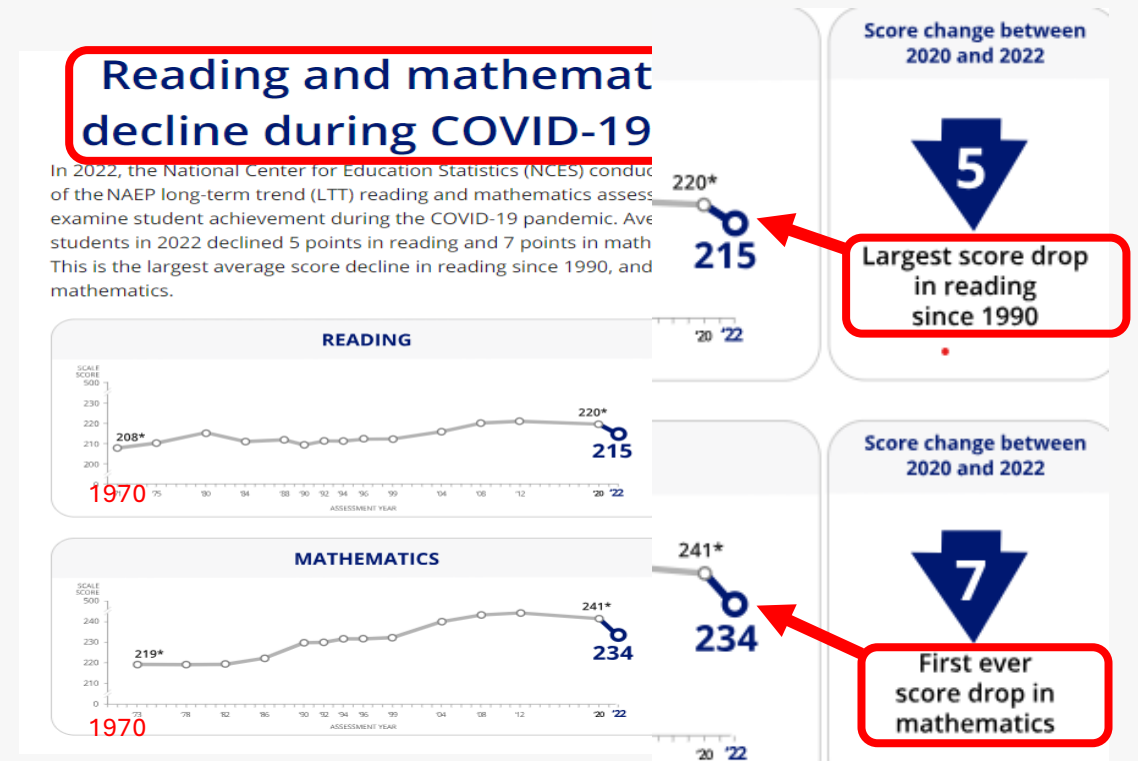 Reading and mathemat
decline during COVID-19
In 2022, the National Center for Education Statistics (NCES) conduc
of the NAEP long-term trend (LTT) reading and mathematics assess
examine student achievement during the COVID-19 pandemic. Ave
students in 2022 declined 5 points in reading and 7 points in math
This is the largest average score decline in reading since 1990, and
mathematics.
READING
SCALE
SCORE
500
230
220
210
200
0
208*
220*
215
1970
'75 '80 '84 '88 '90 '92 '94 '96 '99 '04 '08 '12 '20 '22
ASSESSMENT YEAR
MATHEMATICS
SCALE
SCORE
500
240
230
220
210
0
219*
241*
234
'73 '78 '82 '86 '90 '92 '94 '96 '99 '04 '08 '12 '20 '22
1970
ASSESSMENT YEAR
220*
215
'20 '22
Score change between
2020 and 2022
5
Largest score drop
in reading
since 1990
241*
234
'20 '22
Score change between
2020 and 2022
7
First ever
score drop in
mathematics